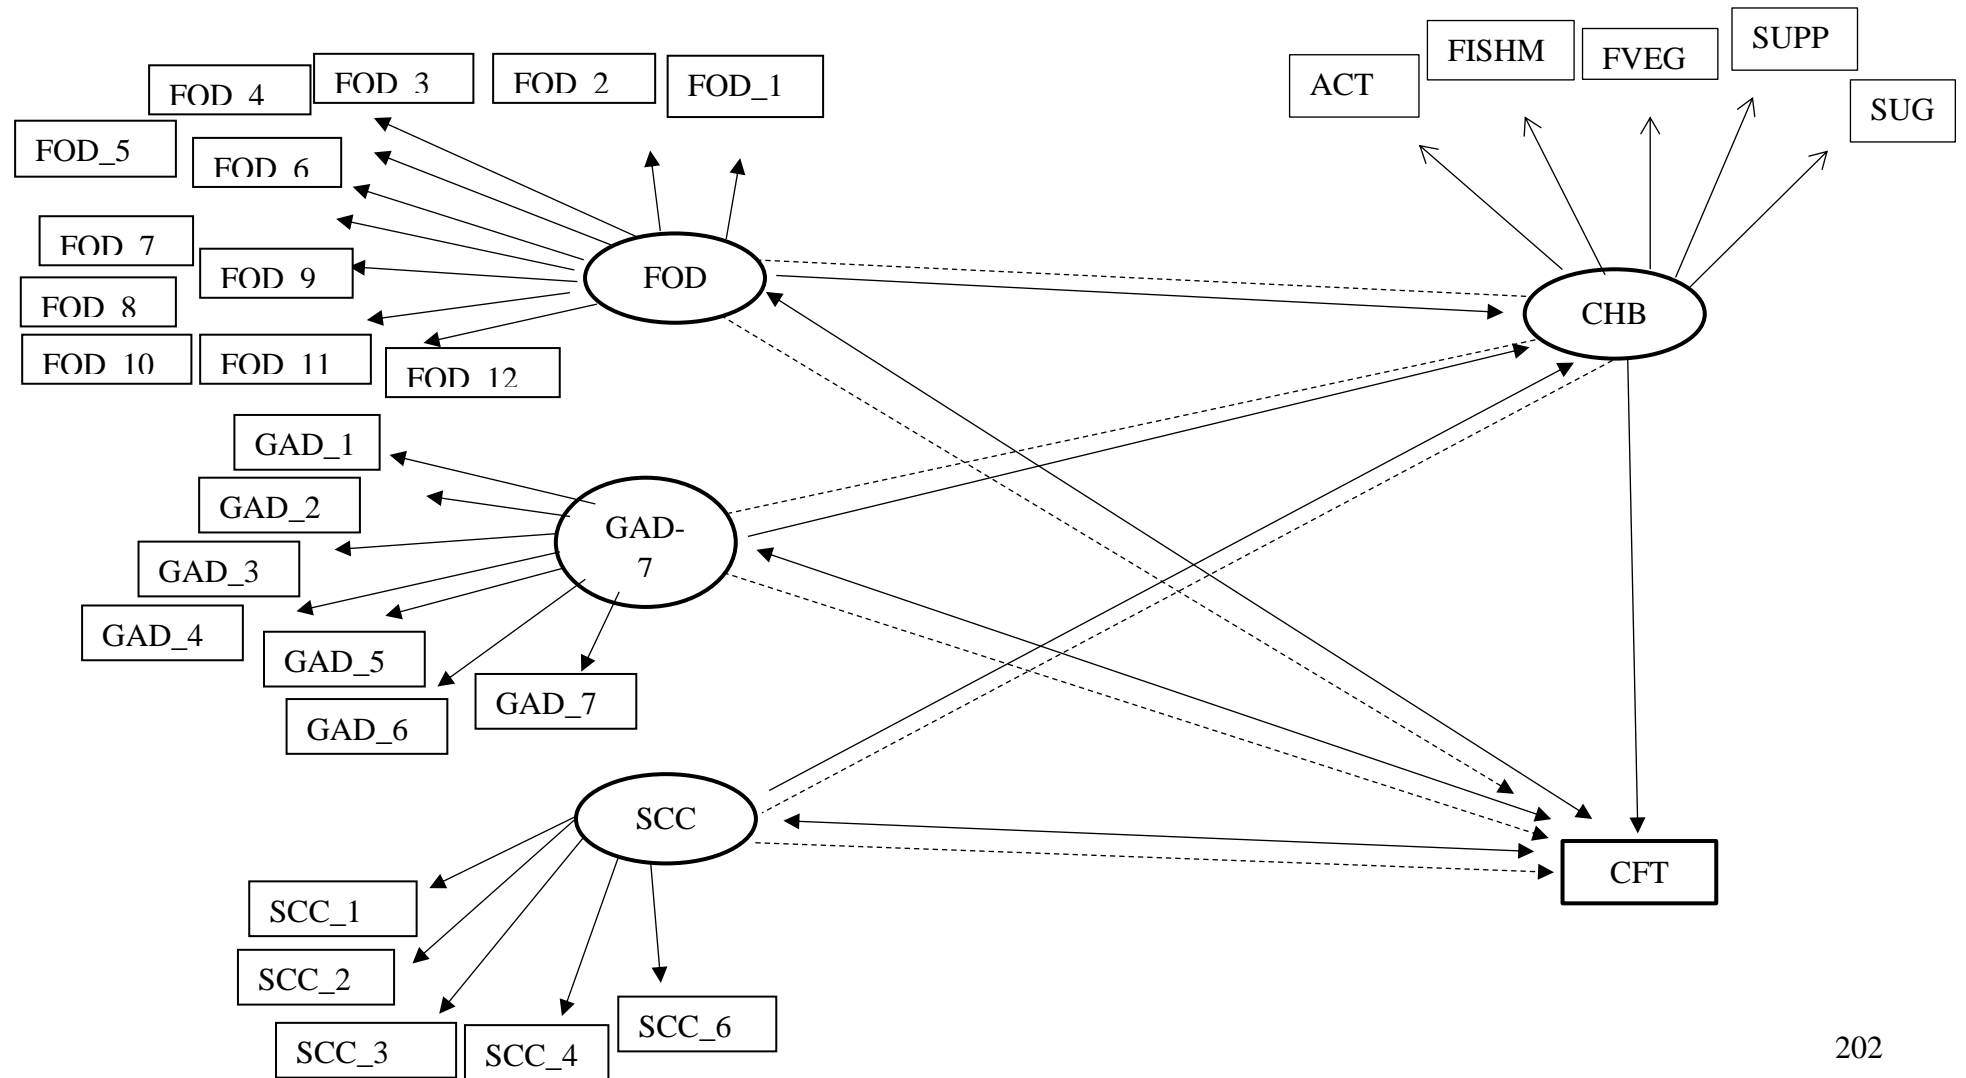 SUPP
FISHM
FVEG
FOD_4
FOD_3
FOD_2
FOD_1
ACT
SUG
FOD_5
FOD_6
FOD_7
FOD_9
FOD
FOD_8
CHB
FOD_10
FOD_11
FOD_12
GAD_1
GAD_2
GAD-
7
GAD_3
GAD_4
GAD_5
GAD_7
GAD_6
SCC
CFT
SCC_1
SCC_2
SCC_6
SCC_3
SCC_4
202